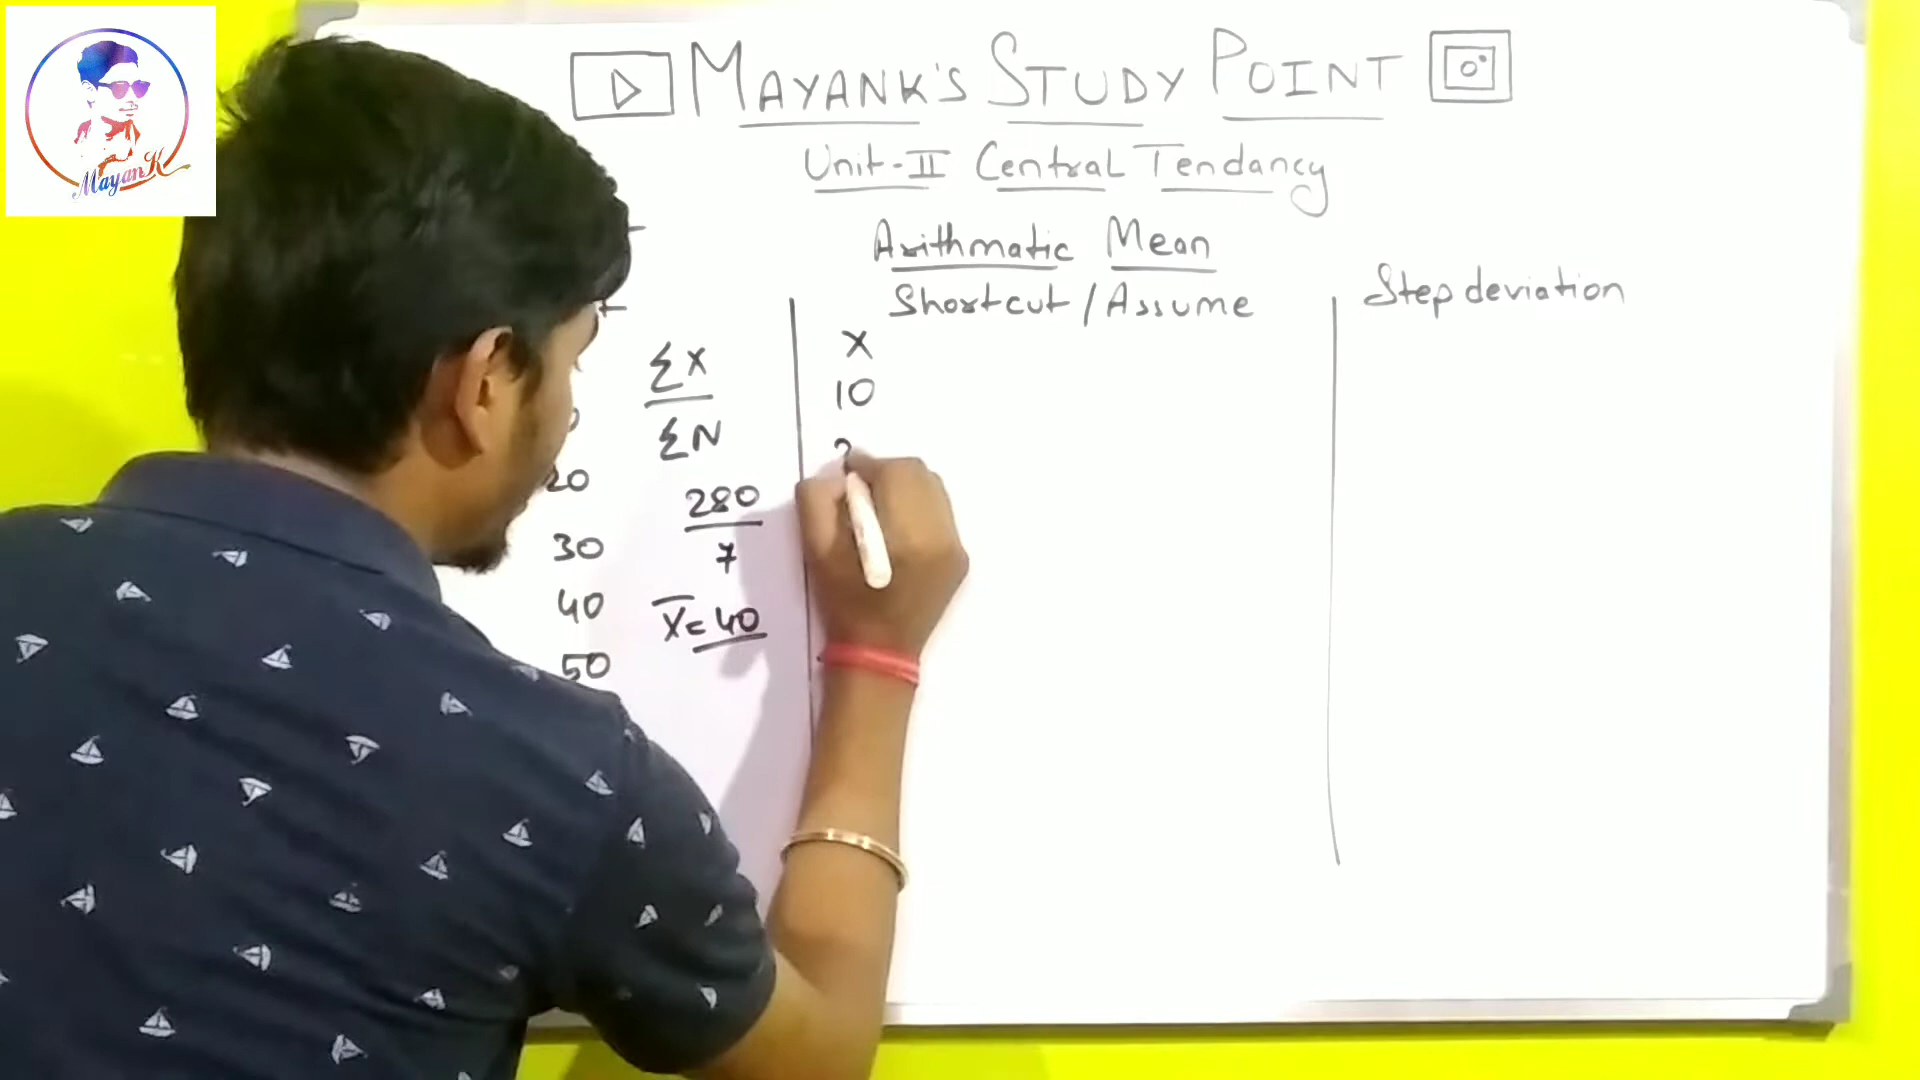 MayanK
MAYANK'S STUDY POINT
Unit-II Central Tendancy
Arithmatic Mean
Shortcut / Assume
Step deviation
20
30
40
50
ΣX
ΣN
280
7
X̄ = 40
X
10
2